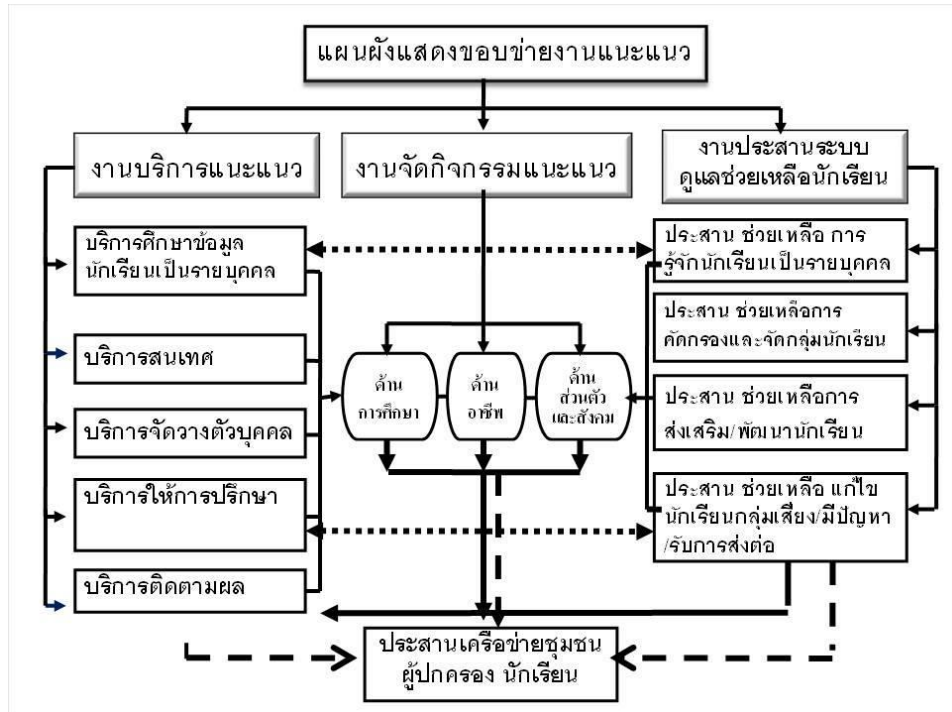 แผนผังแสดงขอบข่ายงานแนะแนว
งานบริการแนะแนว
งานจัดกิจกรรมแนะแนว
งานประสานระบบ
ดูแลช่วยเหลือนักเรียน
บริการศึกษาข้อมูล
นักเรียนเป็นรายบุคคล
บริการสนเทศ
บริการจัดวางตัวบุคคล
บริการให้การปรึกษา
บริการติดตามผล
ด้าน
การศึกษา
ด้าน
อาชีพ
ด้าน
ส่วนตัว
และสังคม
ประสาน ช่วยเหลือ การ
รู้จักนักเรียนเป็นรายบุคคล
ประสาน ช่วยเหลือการ
คัดกรองและจัดกลุ่มนักเรียน
ประสาน ช่วยเหลือการ
ส่งเสริม/พัฒนานักเรียน
ประสาน ช่วยเหลือ แก้ไข
นักเรียนกลุ่มเสี่ยง/มีปัญหา
/รับการส่งต่อ
ประสานเครือข่ายชุมชน
ผู้ปกครอง นักเรียน